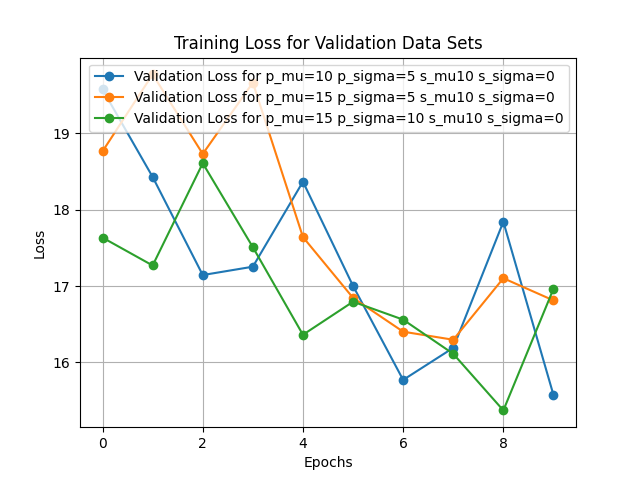 Training Loss for Validation Data Sets
Validation Loss for p_mu=10 p_sigma=5 s_mu10 s_sigma=0
Validation Loss for p_mu=15 p_sigma=5 s_mu10 s_sigma=0
Validation Loss for p_mu=15 p_sigma=10 s_mu10 s_sigma=0
19
18
17
16
Loss
0 2 4 6 8
Epochs